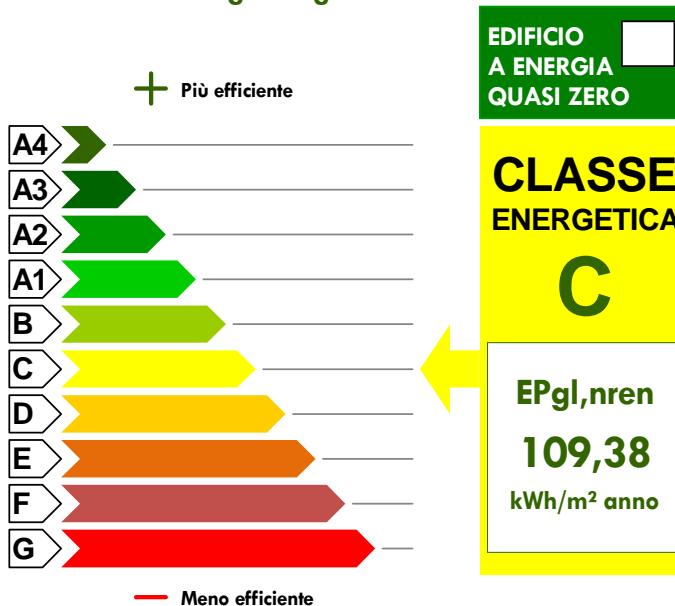 EDIFICIO
A ENERGIA
QUASI ZERO
Più efficiente
A4
A3
A2
A1
B
C
D
E
F
G
Meno efficiente
CLASSE
ENERGETICA
C
EPgl,nren
109,38
kWh/m² anno